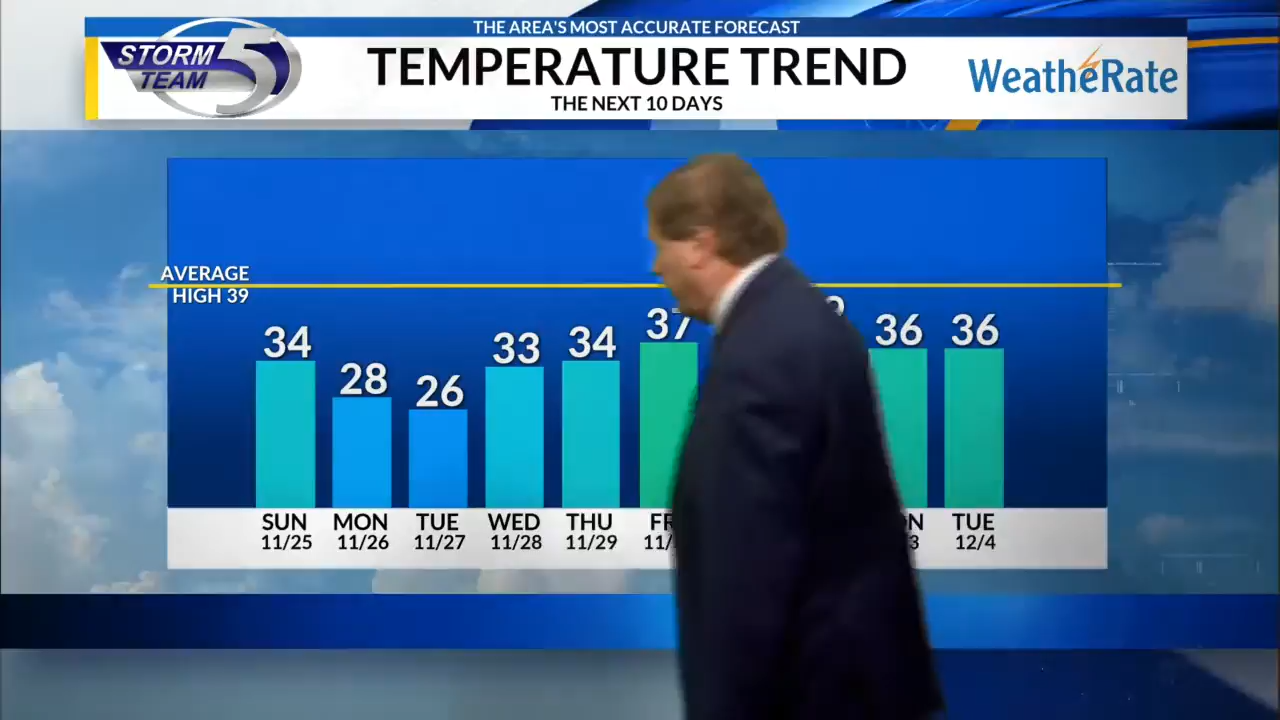 THE AREA'S MOST ACCURATE FORECAST
STORM TEAM 5
TEMPERATURE TREND
WeatheRate
THE NEXT 10 DAYS
AVERAGE
HIGH 39
34 28 26 33 34 37 36 36
SUN MON TUE WED THU TUE
11/25 11/26 11/27 11/28 11/29 12/4